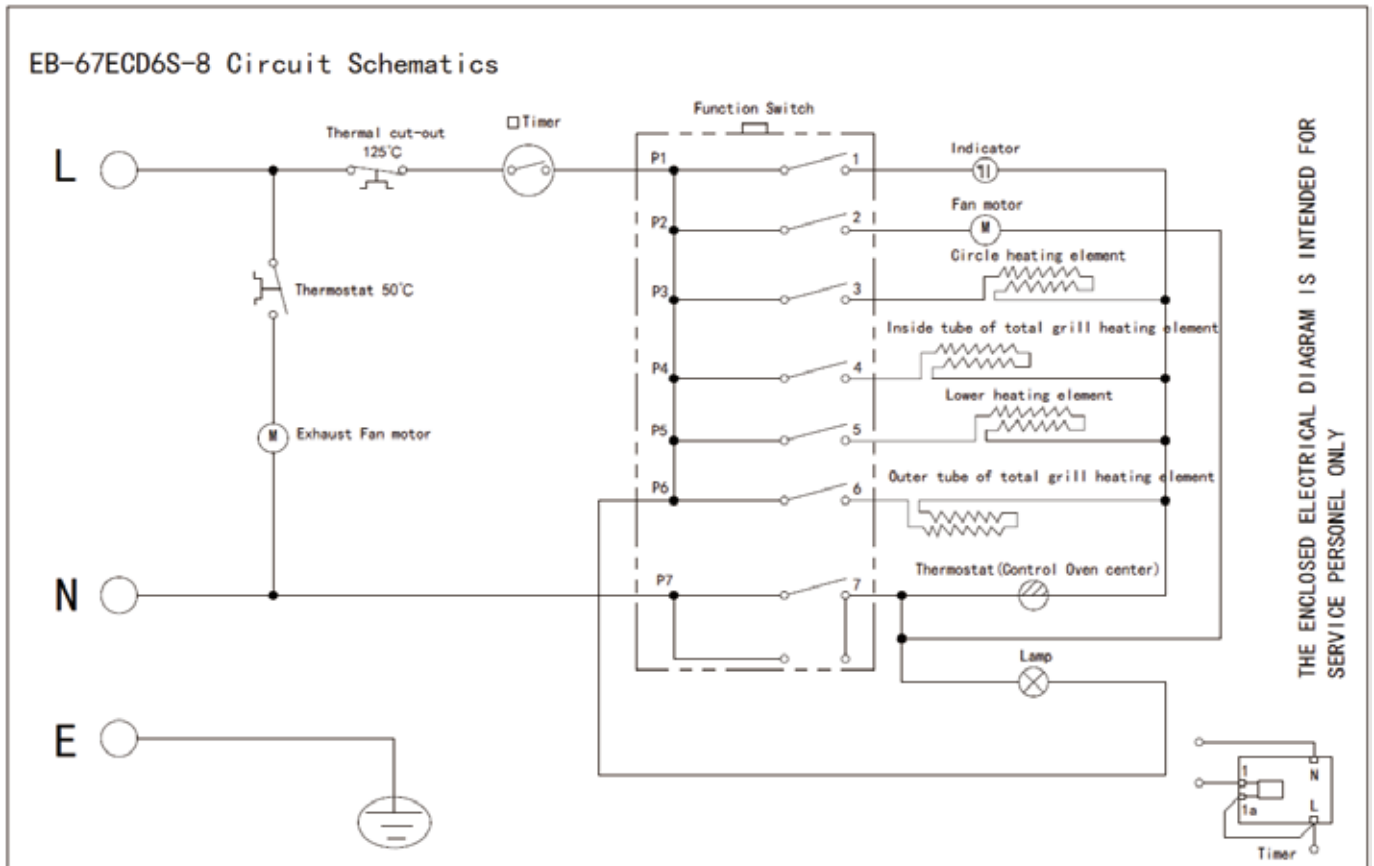 EB-67ECD6S-8 Circuit Schematics
Function Switch
Thermal cut-out
125℃
□Timer
L
P1
1
Indicator
P2
2
Fan motor
M
Circle heating element
Thermostat 50℃
P3
3
Inside tube of total grill heating element
P4
4
Lower heating element
P5
5
M
Exhaust Fan motor
P6
6
Outer tube of total grill heating element
N
P7
7
Thermostat(Control Oven center)
Lamp
E
1
N
1a
L
Timer
THE ENCLOSED ELECTRICAL DIAGRAM IS INTENDED FOR
SERVICE PERSONEL ONLY